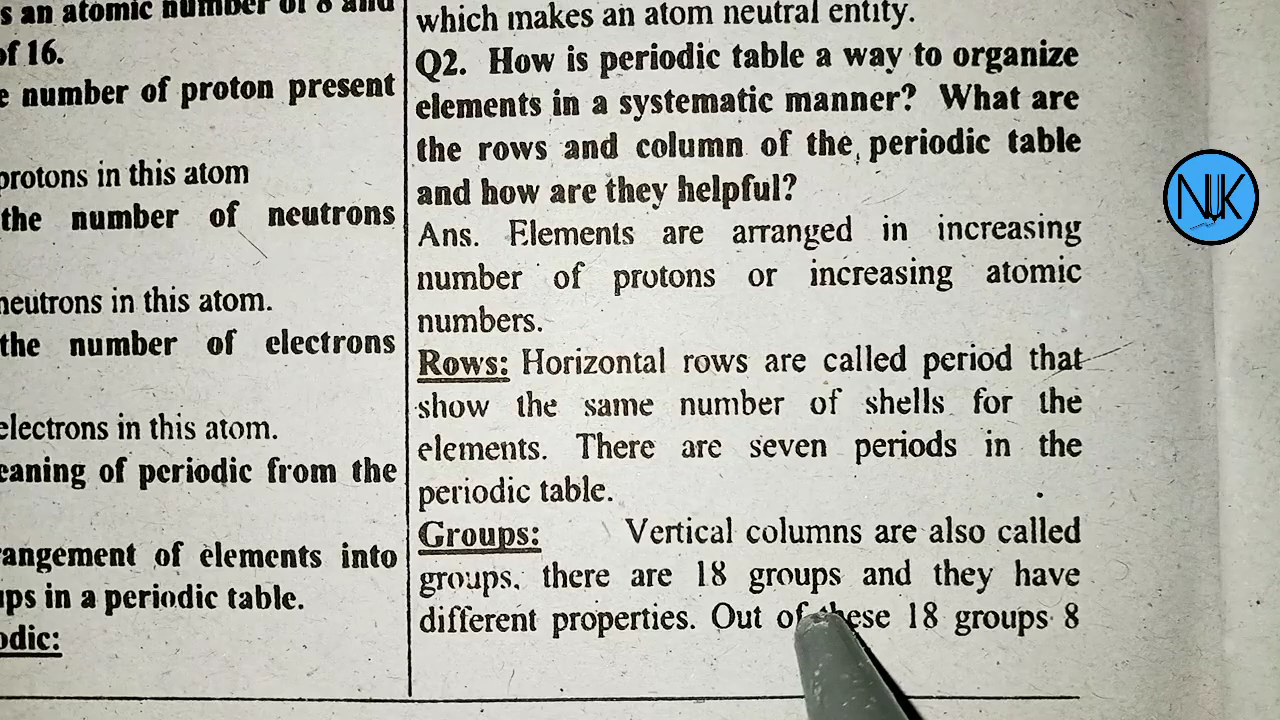 s an atomic number of 8 and
of 16.
e number of proton present
protons in this atom
the number of neutrons
neutrons in this atom.
the number of electrons
electrons in this atom.
eaning of periodic from the
rangement of elements into
ups in a periodic table.
odic:
which makes an atom neutral entity.
Q2. How is periodic table a way to organize
elements in a systematic manner? What are
the rows and column of the periodic table
and how are they helpful?
Ans. Elements are arranged in increasing
number of protons or increasing atomic
numbers.
Rows: Horizontal rows are called period that
show the same number of shells for the
elements. There are seven periods in the
periodic table.
Groups: Vertical columns are also called
groups. there are 18 groups and they have
different properties. Out of these 18 groups 8
NJK